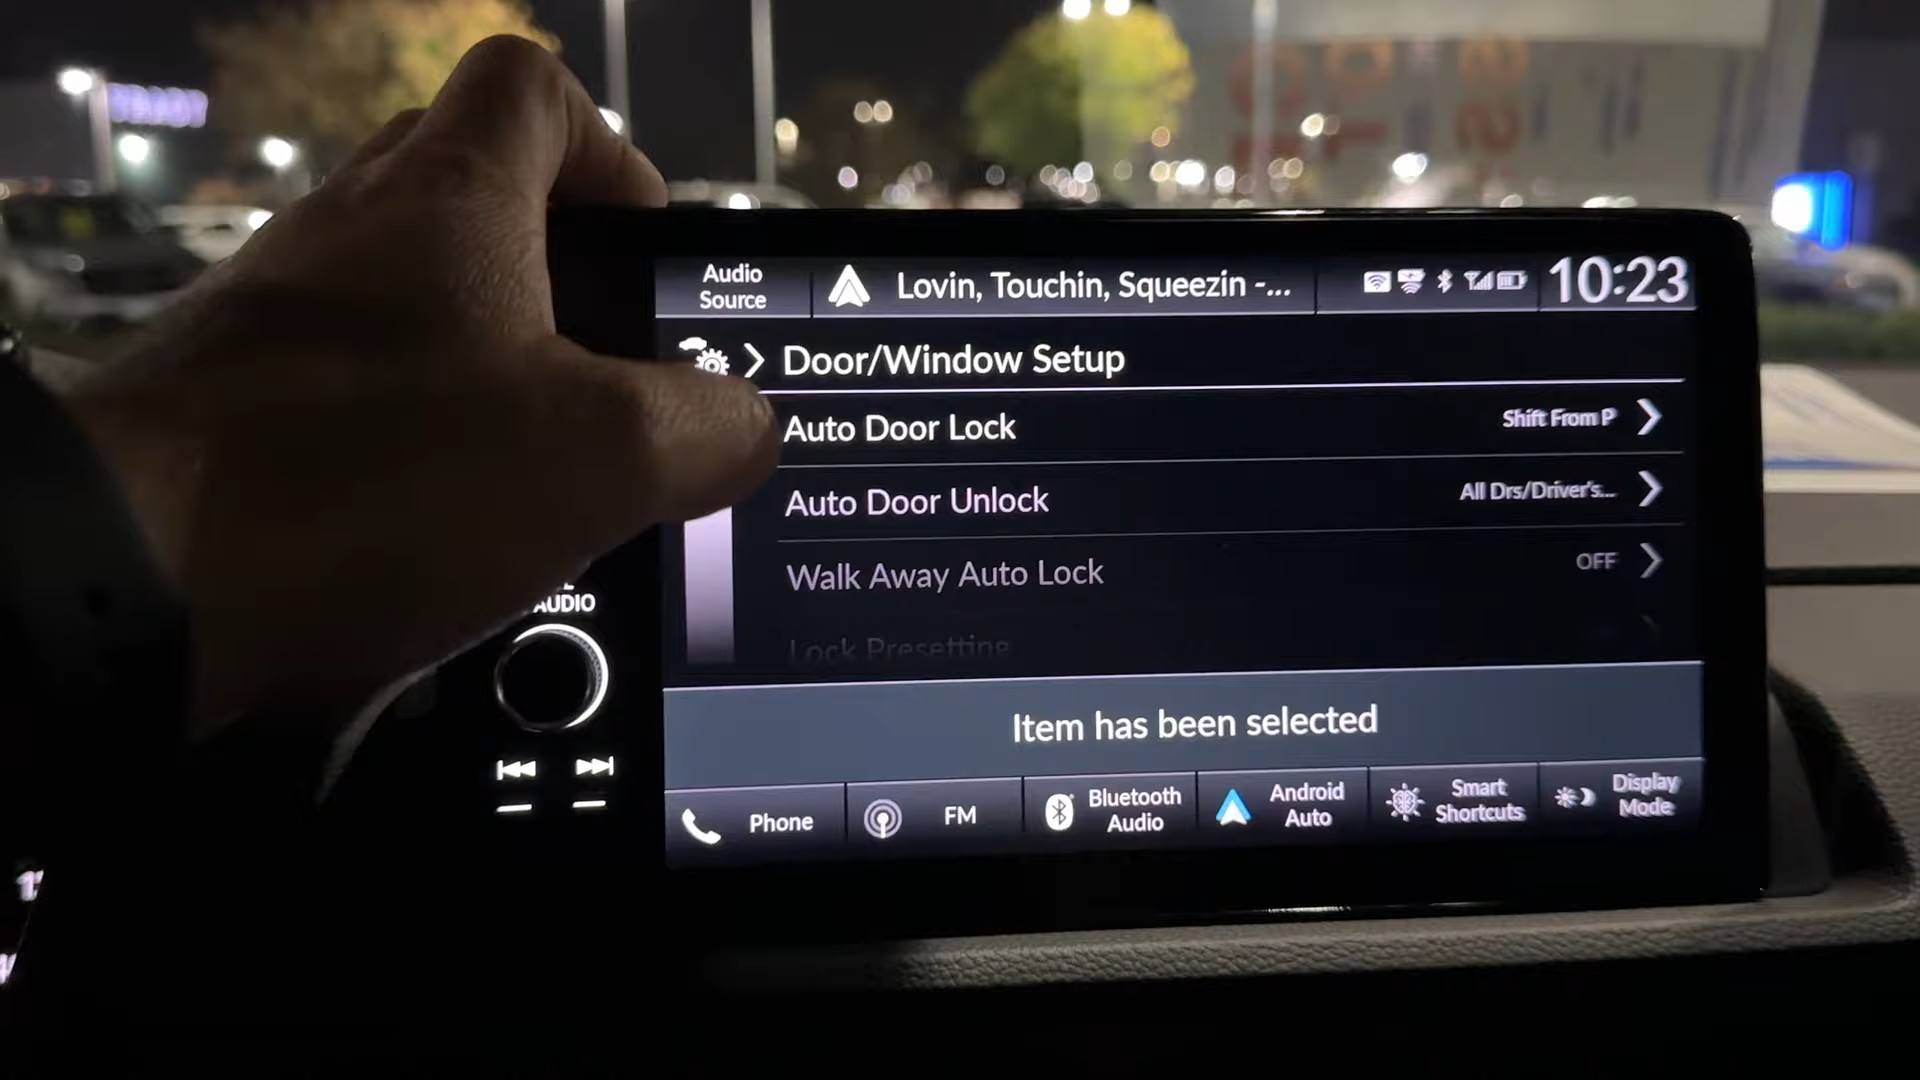 Audio
Source
Lovin, Touchin, Squeezin -...
10:23
Door/Window Setup
Auto Door Lock
Shift From P
Auto Door Unlock
All Drs/Driver's...
Walk Away Auto Lock
OFF
Lock Presetting
AUDIO
Item has been selected
Phone
FM
Bluetooth
Audio
Android
Auto
Smart
Shortcuts
Display
Mode